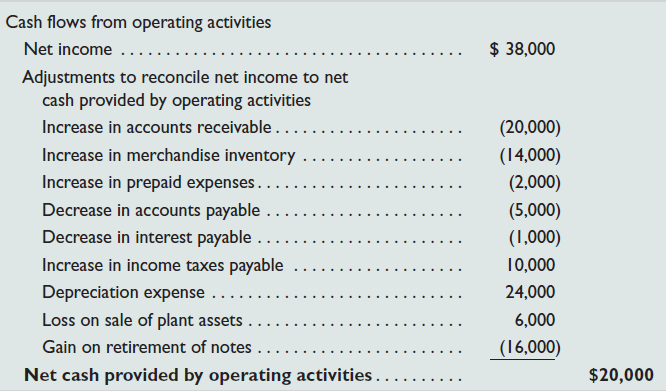 Cash flows from operating activities
Net income . . . . . . . . . . . . . . . . . . . . . . . . . . . . . . . . . . . . . . $ 38,000
Adjustments to reconcile net income to net
cash provided by operating activities
Increase in accounts receivable . . . . . . . . . . . . . . . . . . . . . (20,000)
Increase in merchandise inventory . . . . . . . . . . . . . . . . . . (14,000)
Increase in prepaid expenses . . . . . . . . . . . . . . . . . . . . . . . (2,000)
Decrease in accounts payable . . . . . . . . . . . . . . . . . . . . . . (5,000)
Decrease in interest payable . . . . . . . . . . . . . . . . . . . . . . . (1,000)
Increase in income taxes payable . . . . . . . . . . . . . . . . . . . 10,000
Depreciation expense . . . . . . . . . . . . . . . . . . . . . . . . . . . . 24,000
Loss on sale of plant assets . . . . . . . . . . . . . . . . . . . . . . . . 6,000
Gain on retirement of notes . . . . . . . . . . . . . . . . . . . . . . . (16,000)
Net cash provided by operating activities . . . . . . . . . . $20,000